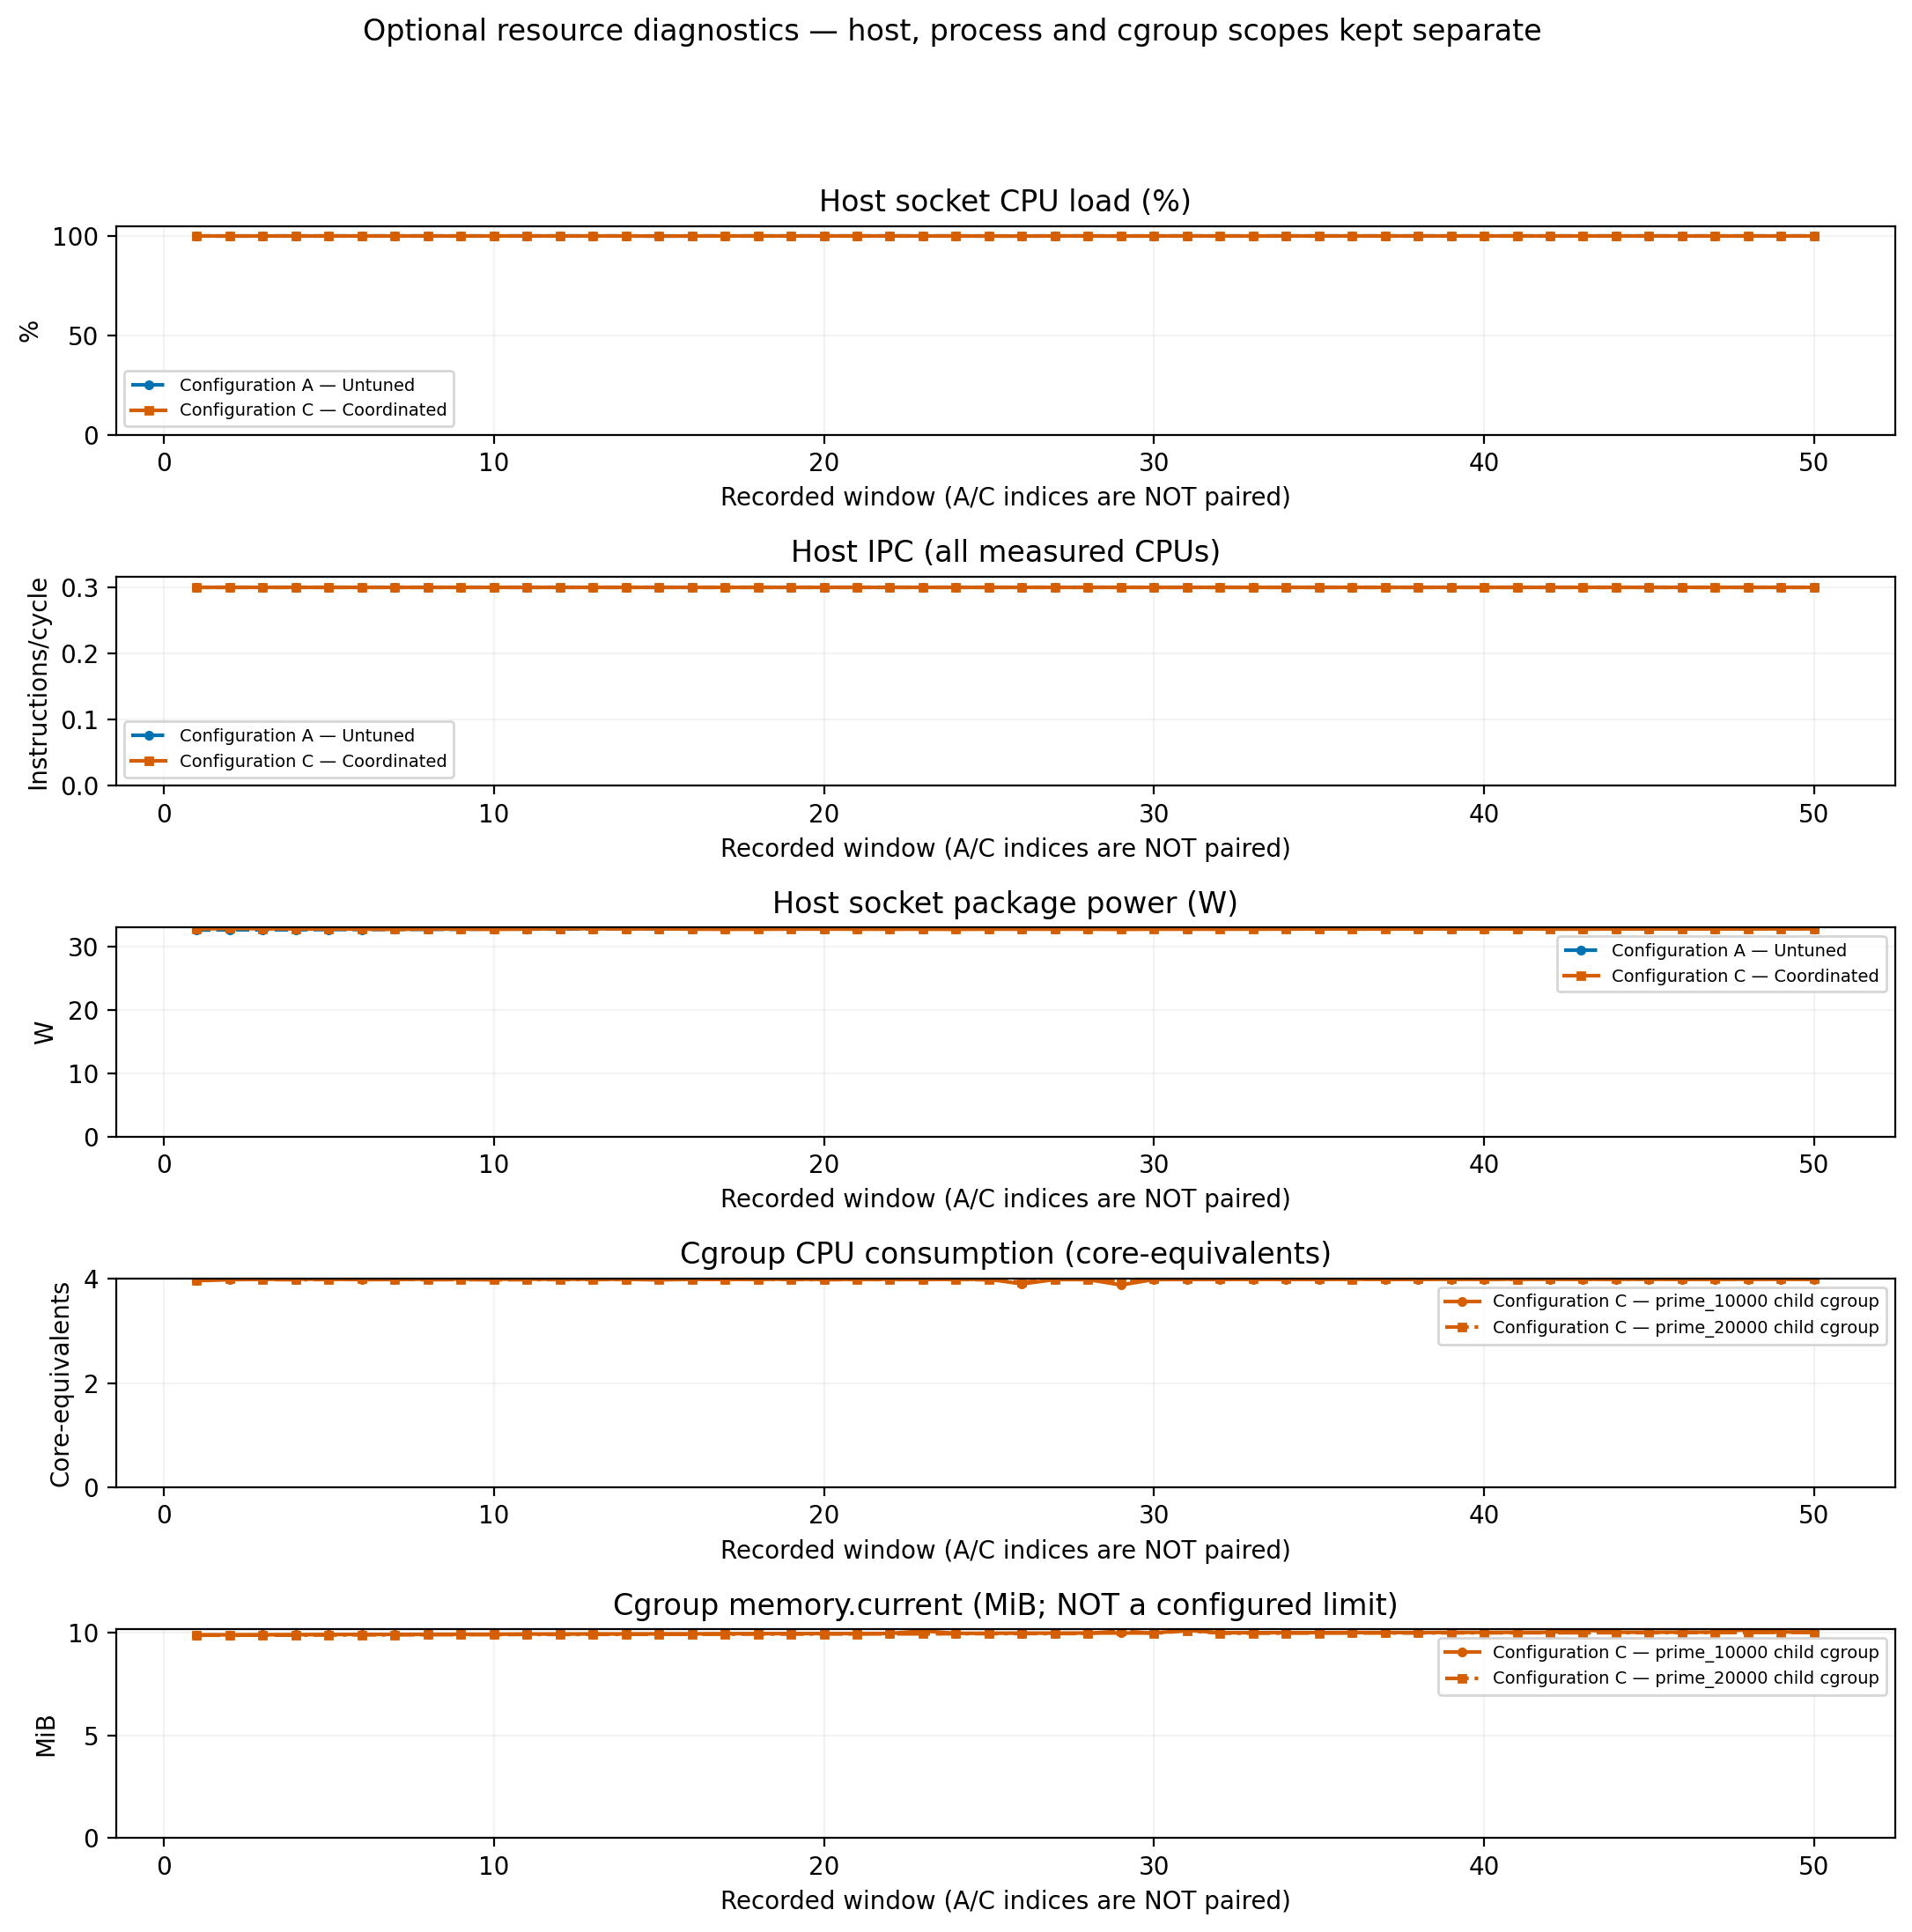 Optional resource diagnostics — host, process and cgroup scopes kept separate
Host socket CPU load (%)
%
100
50
0
Configuration A — Untuned
Configuration C — Coordinated
0 10 20 30 40 50
Recorded window (A/C indices are NOT paired)
Host IPC (all measured CPUs)
Instructions/cycle
0.3
0.2
0.1
0.0
Configuration A — Untuned
Configuration C — Coordinated
0 10 20 30 40 50
Recorded window (A/C indices are NOT paired)
Host socket package power (W)
W
30
20
10
0
Configuration A — Untuned
Configuration C — Coordinated
0 10 20 30 40 50
Recorded window (A/C indices are NOT paired)
Cgroup CPU consumption (core-equivalents)
Core-equivalents
4
2
0
Configuration C — prime_10000 child cgroup
Configuration C — prime_20000 child cgroup
0 10 20 30 40 50
Recorded window (A/C indices are NOT paired)
Cgroup memory.current (MiB; NOT a configured limit)
MiB
10
5
0
Configuration C — prime_10000 child cgroup
Configuration C — prime_20000 child cgroup
0 10 20 30 40 50
Recorded window (A/C indices are NOT paired)